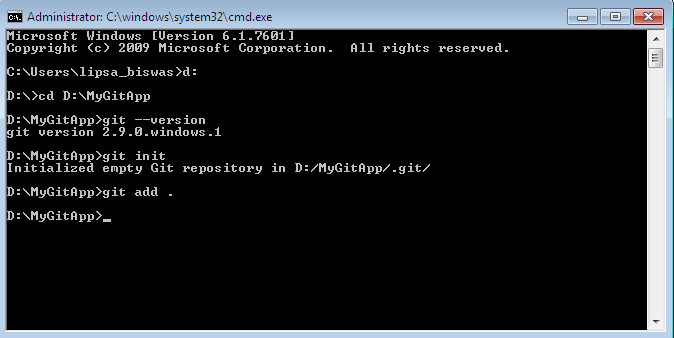 Administrator: C:\windows\system32\cmd.exe
Microsoft Windows [Version 6.1.7601]
Copyright (c) 2009 Microsoft Corporation.  All rights reserved.
C:\Users\lipsa_biswas>d:
D:\>cd D:\MyGitApp
D:\MyGitApp>git --version
git version 2.9.0.windows.1
D:\MyGitApp>git init
Initialized empty Git repository in D:/MyGitApp/.git/
D:\MyGitApp>git add .
D:\MyGitApp>_